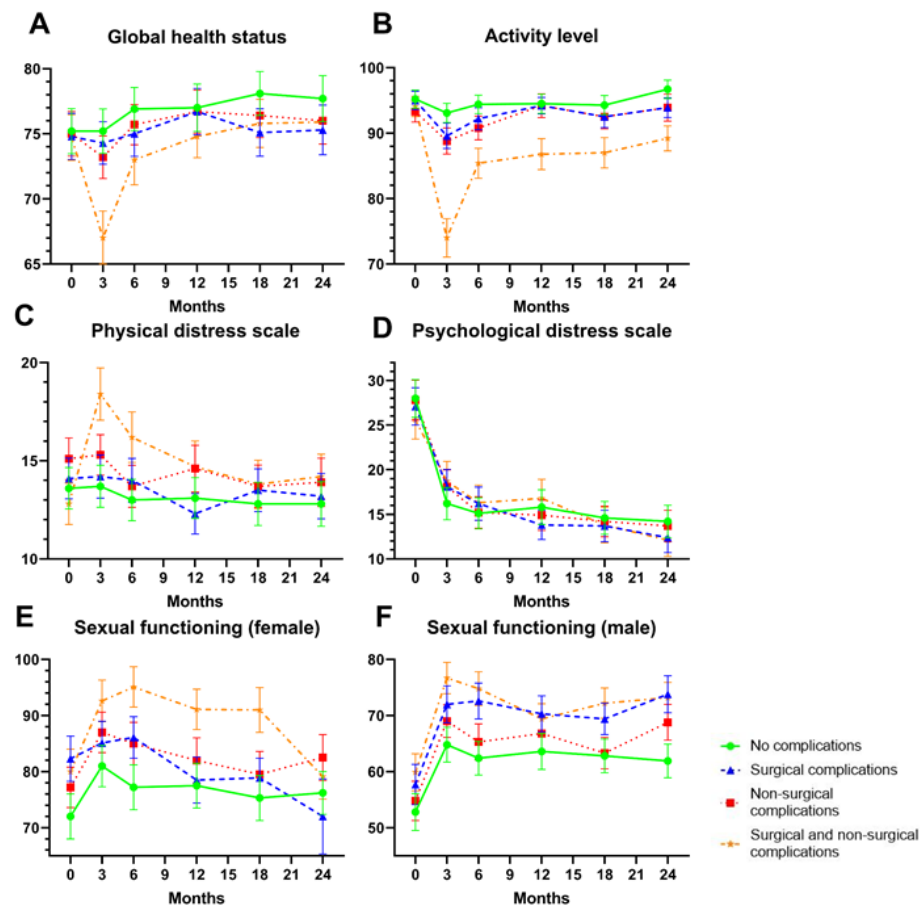 A
Global health status
80
75
70
65
0 3 6 9 12 15 18 21 24
Months
B
Activity level
100
90
80
70
0 3 6 9 12 15 18 21 24
Months
C
Physical distress scale
20
18
16
14
12
10
0 3 6 9 12 15 18 21 24
Months
D
Psychological distress scale
30
25
20
15
10
0 3 6 9 12 15 18 21 24
Months
E
Sexual functioning (female)
100
90
80
70
0 3 6 9 12 15 18 21 24
Months
F
Sexual functioning (male)
80
70
60
50
0 3 6 9 12 15 18 21 24
Months
No complications
Surgical complications
Non-surgical
complications
Surgical and non-surgical
complications